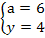 a = 6
y = 4